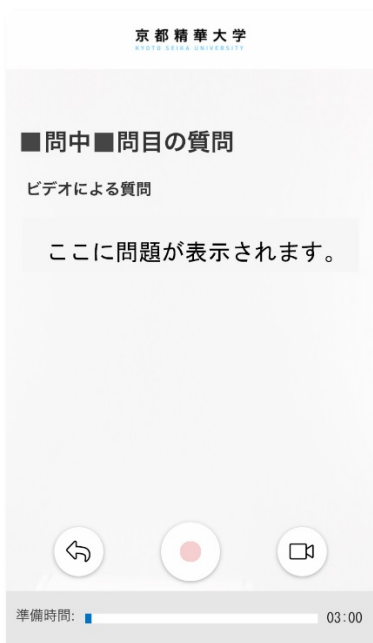 京都精華大学
KYOTO SEIKA UNIVERSITY
■問中■問目の質問
ビデオによる質問
ここに問題が表示されます。
準備時間: 03:00